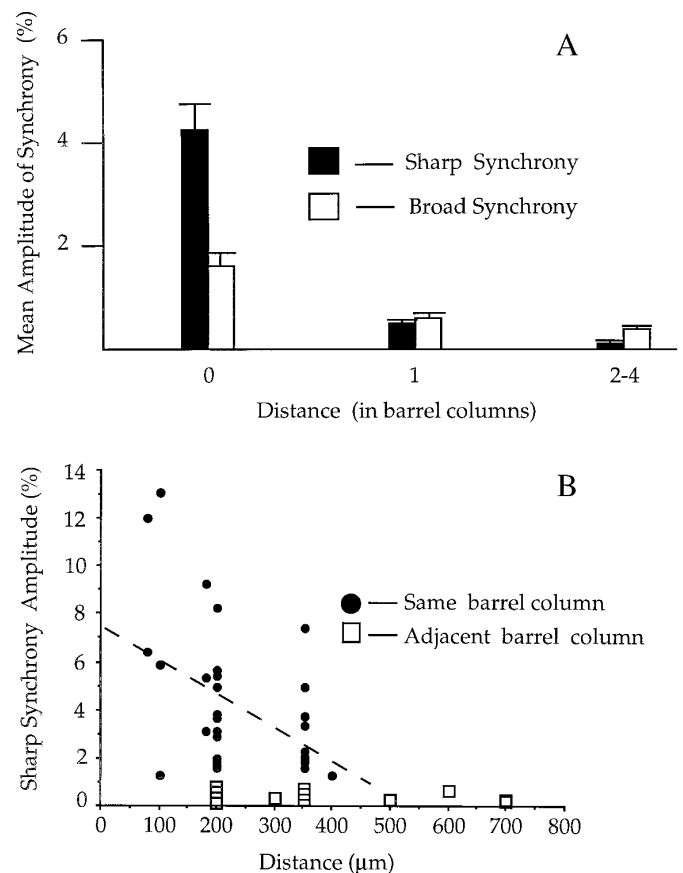 A
Mean Amplitude of Synchrony (%)
6
4
2
Sharp Synchrony
Broad Synchrony
0 1 2-4
Distance (in barrel columns)
B
Sharp Synchrony Amplitude (%)
14
12
10
8
6
4
2
0
Same barrel column
Adjacent barrel column
0 100 200 300 400 500 600 700 800
Distance (μm)